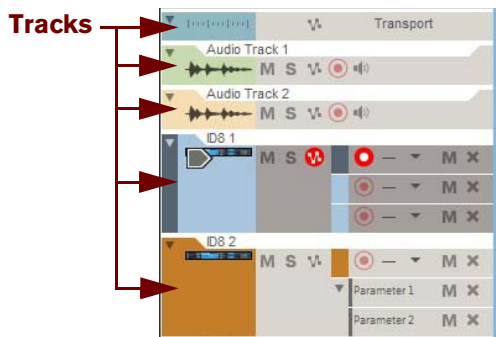 Tracks
Transport
Audio Track 1
M S
Audio Track 2
M S
ID8 1
M S M
M
M
ID8 2
M S M
Parameter 1 M
Parameter 2 M